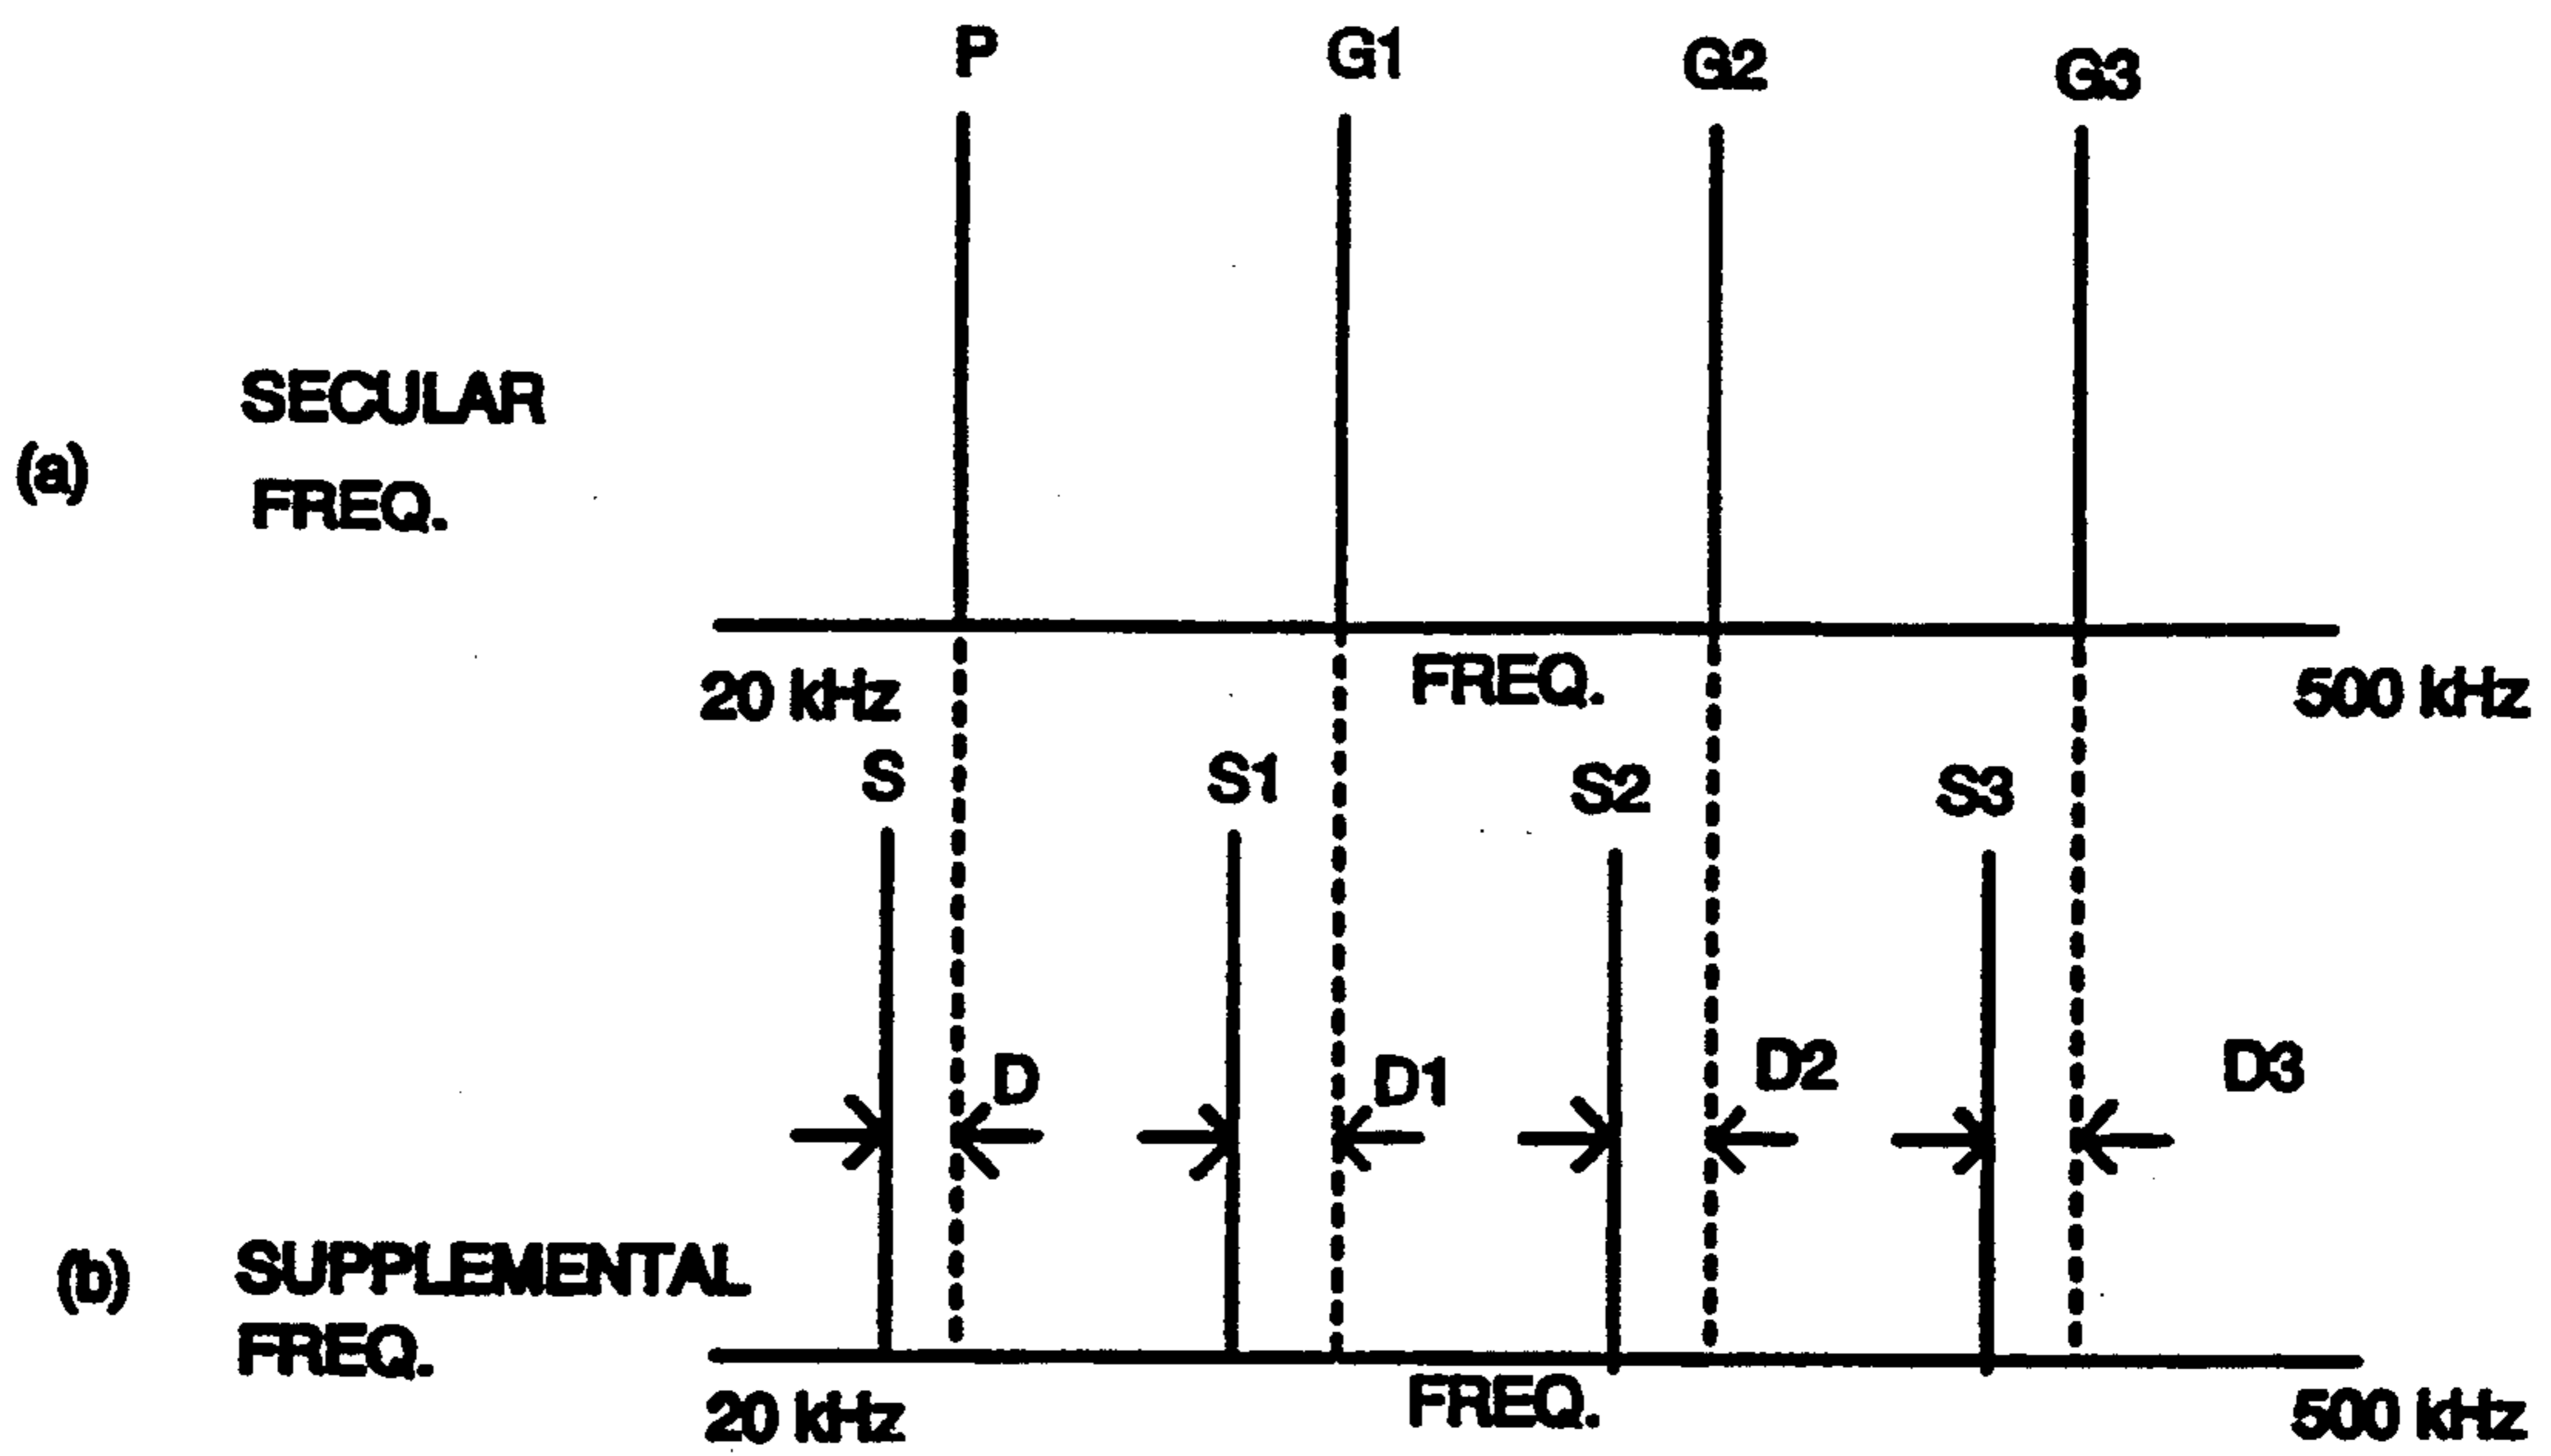 P G1 G2 G3
SECULAR
(a)
FREQ.
20 kHz FREQ. 500 kHz
S S1 S2 S3
D D1 D2 D3
(b) SUPPLEMENTAL
FREQ.
20 kHz FREQ. 500 kHz